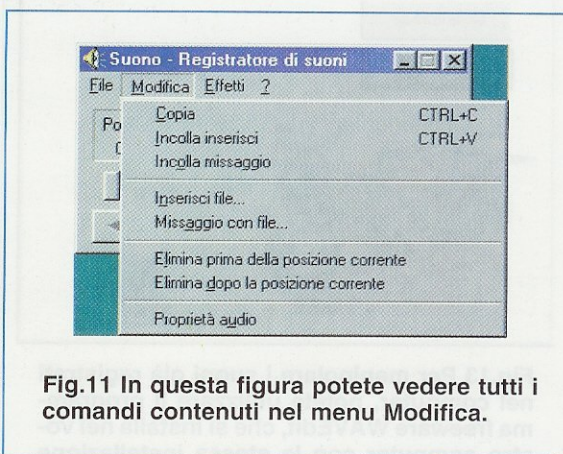 Suono - Registratore di suoni
File Modifica Effetti ?
Po
Copia CTRL+C
Incolla inserisci CTRL+V
Incolla missaggio
Inserisci file...
Missaggio con file...
Elimina prima della posizione corrente
Elimina dopo la posizione corrente
Proprietà audio
Fig.11 In questa figura potete vedere tutti i
comandi contenuti nel menu Modifica.